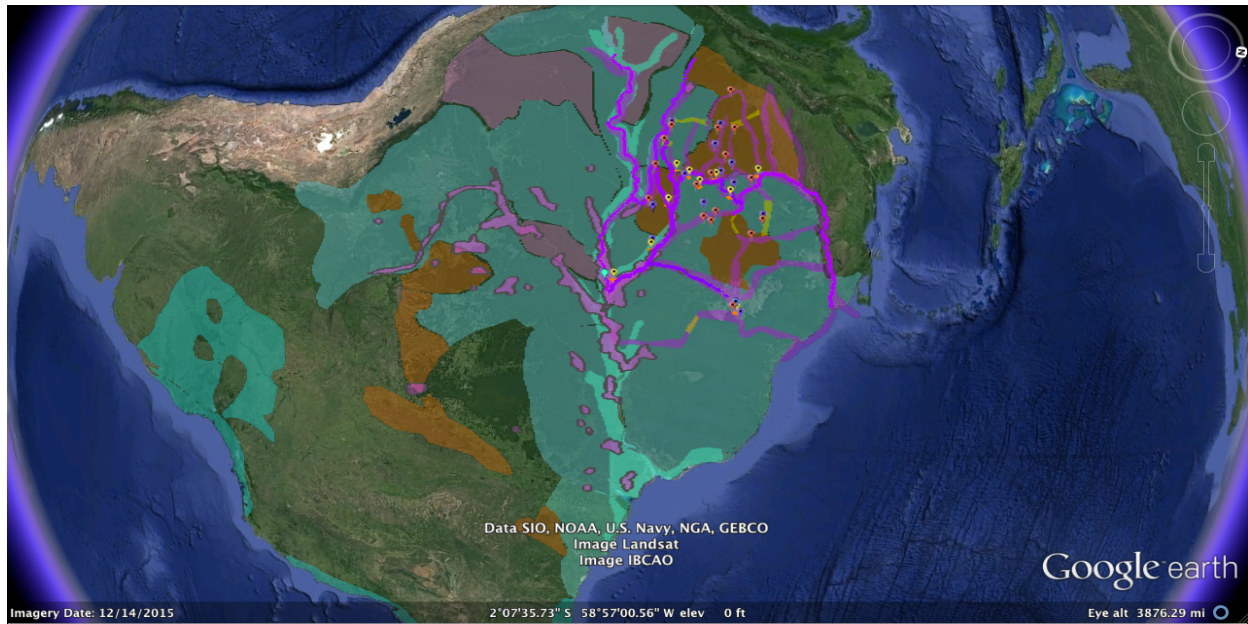 N
Data SIO, NOAA, U.S. Navy, NGA, GEBCO
Image Landsat
Image IBCAO
Google earth
Imagery Date: 12/14/2015 2°07'35.73" S 58°57'00.56" W elev 0 ft Eye alt 3876.29 mi